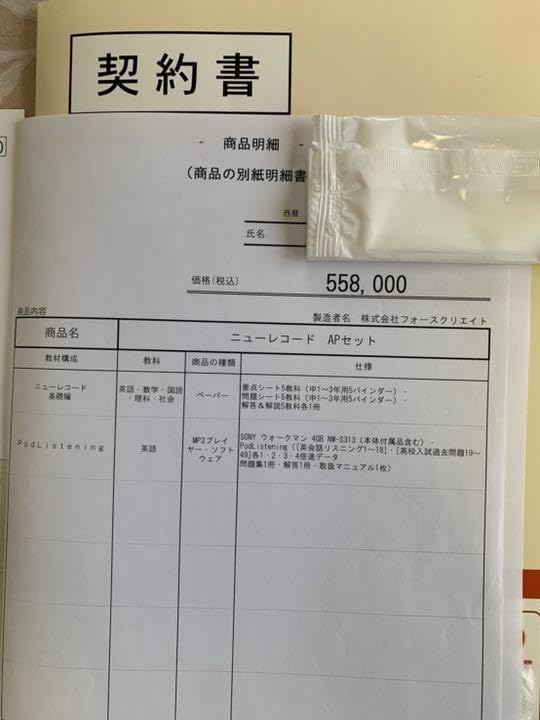 契約書
- 商品明細 -
(商品の別紙明細書
西暦
氏名
価格(税込) 558,000
製造者名 株式会社フォースクリエイト
商品内容
商品名 ニューレコード APセット
教材構成 教科 商品の種類 仕様
ニューレコード
基礎編
英語・数学・国語
・理科・社会
ペーパー
要点シート5教科(中1~3年用5バインダー)・
問題シート5教科(中1~3年用5バインダー)・
解答&解説5教科各1冊
PodListening
英語
MP3プレイ
ヤー・ソフト
ウェア
SONY ウォークマン 4GB NW-S313(本体付属品含む)・
PodListening([英会話リスニング1~18]・[高校入試過去問題19~
49]各1・2・3・4倍速データ
問題集1冊・解答1冊・取扱マニュアル1枚)